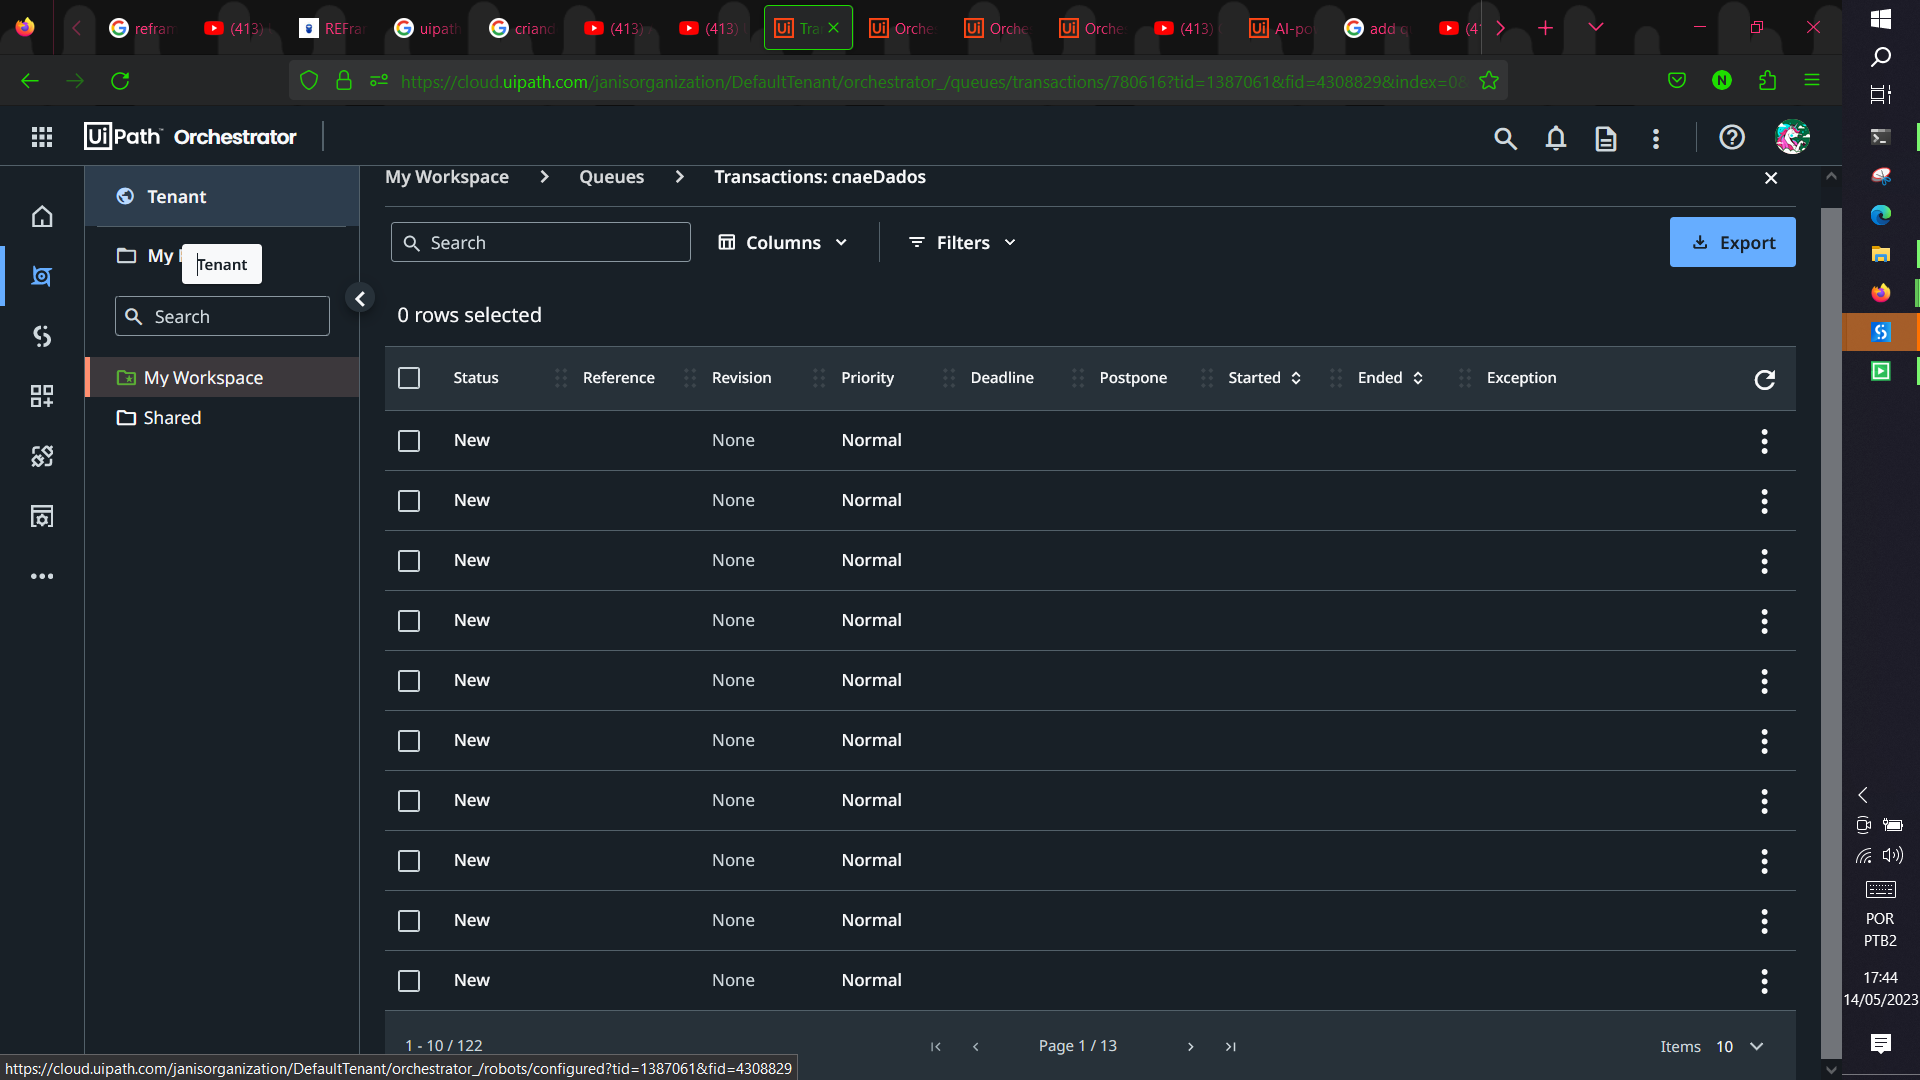 refram
(413)
REFra
uipath
criand
(413)
(413)
Tra
Orche
Orche
Orche
(413)
AI-po
add q
(41
https://cloud.uipath.com/janisorganization/DefaultTenant/orchestrator_/queues/transactions/780616?tid=1387061&fid=4308829&index=0&
N
UiPath™ Orchestrator
Tenant
My
Tenant
Search
My Workspace
Shared
My Workspace > Queues > Transactions: cnaeDados
Search
Columns
Filters
Export
0 rows selected
Status Reference Revision Priority Deadline Postpone Started Ended Exception
New None Normal
New None Normal
New None Normal
New None Normal
New None Normal
New None Normal
New None Normal
New None Normal
New None Normal
New None Normal
1 - 10 / 122
Page 1 / 13
Items 10
https://cloud.uipath.com/janisorganization/DefaultTenant/orchestrator_/robots/configured?tid=1387061&fid=4308829
POR
PTB2
17:44
14/05/2023